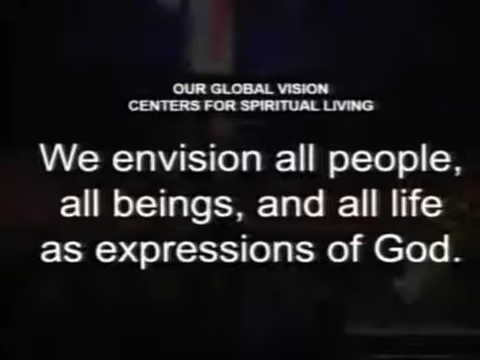 OUR GLOBAL VISION
CENTERS FOR SPIRITUAL LIVING
We envision all people,
all beings, and all life
as expressions of God.